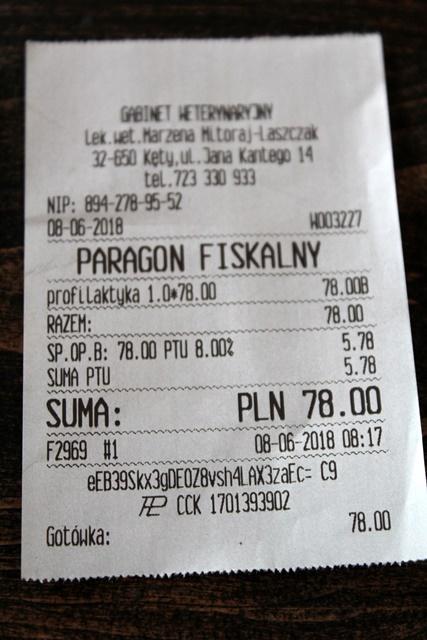 GABINET WETERYNARYJNY
Lek.wet.Marzena Mitoraj-Laszczak
32-650 Kęty,ul.Jana Kantego 14
tel.723 330 933
NIP: 894-278-95-52
08-06-2018 W003227
PARAGON FISKALNY
profilaktyka 1.0*78.00 78.00B
RAZEM: 78.00
SP.OP.B: 78.00 PTU 8.00% 5.78
SUMA PTU 5.78
SUMA: PLN 78.00
F2969 #1 08-06-2018 08:17
eEB39Skx3gDEOZ8vsh4LAX3zaEc= C9
CCK 1701393902
Gotówka: 78.00